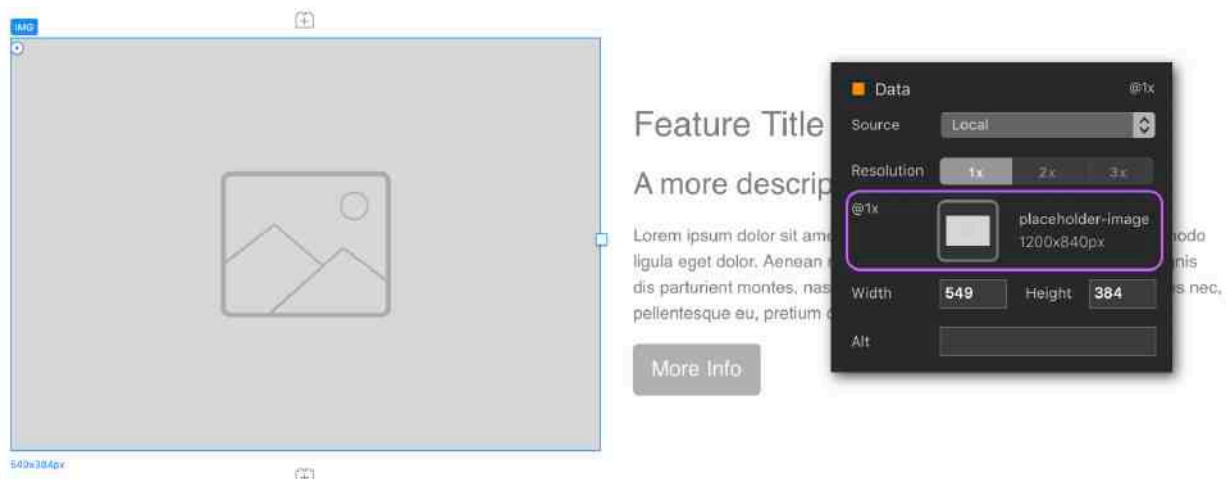 IMG
549x384px
Feature Title
A more descrip
Lorem ipsum dolor sit ame
ligula eget dolor. Aenean
dis parturient montes, nas
s nec,
pellentesque eu, pretium
More Info
Data
@1x
Source
Local
Resolution
1x
2x
3x
@1x
placeholder-image
1200x840px
Width
549
Height
384
Alt